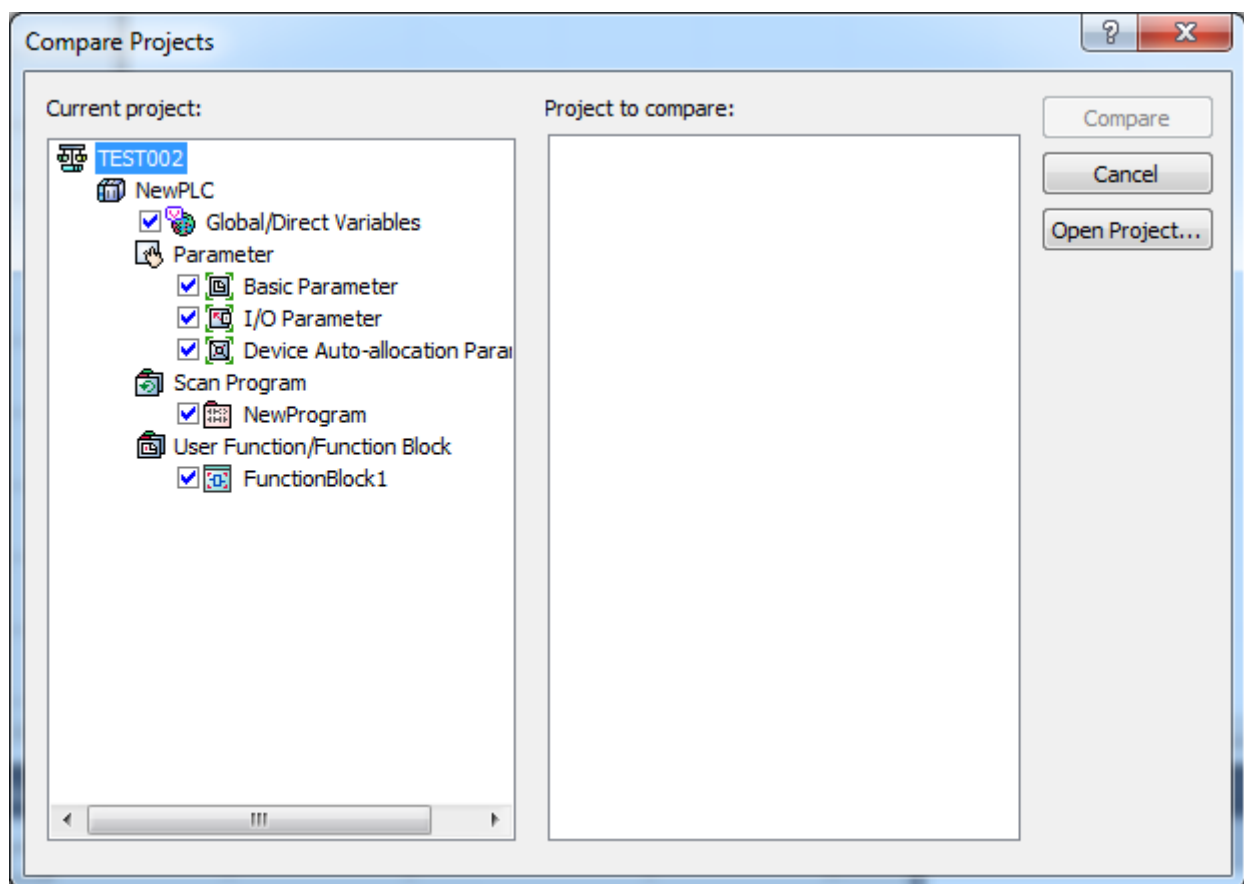 Compare Projects
Current project:
Project to compare:
Compare
TEST002
Cancel
NewPLC
Global/Direct Variables
Open Project...
Parameter
Basic Parameter
I/O Parameter
Device Auto-allocation Para
Scan Program
NewProgram
User Function/Function Block
FunctionBlock1